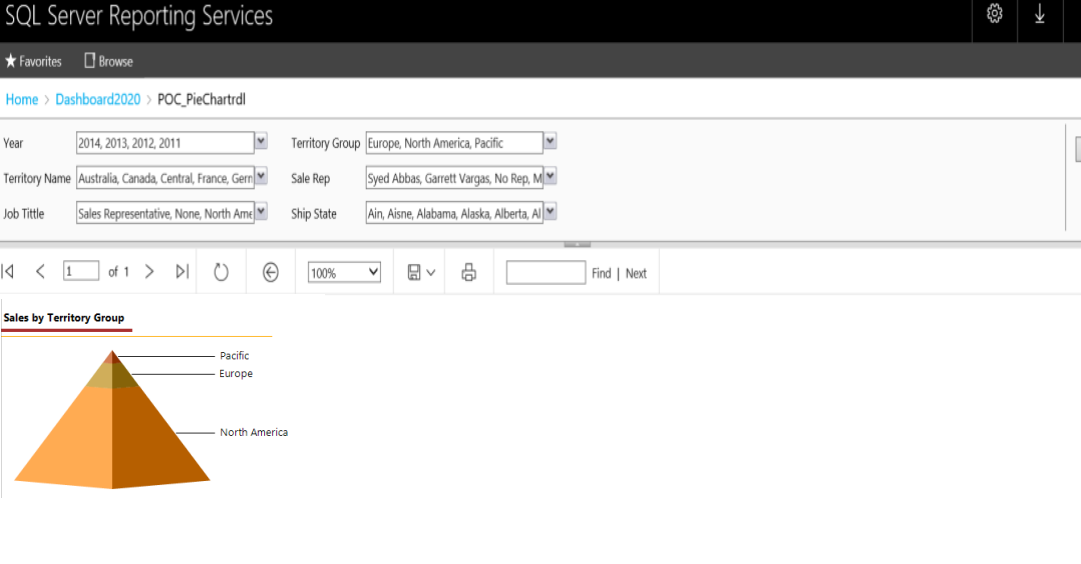 SQL Server Reporting Services
Favorites Browse
Home > Dashboard2020 > POC_PieChartrdl
Year 2014, 2013, 2012, 2011 Territory Group Europe, North America, Pacific
Territory Name Australia, Canada, Central, France, Gern Sale Rep Syed Abbas, Garrett Vargas, No Rep, M
Job Tittle Sales Representative, None, North Ame Ship State Ain, Aisne, Alabama, Alaska, Alberta, Al
1 of 1 100% Find | Next
Sales by Territory Group
Pacific
Europe
North America